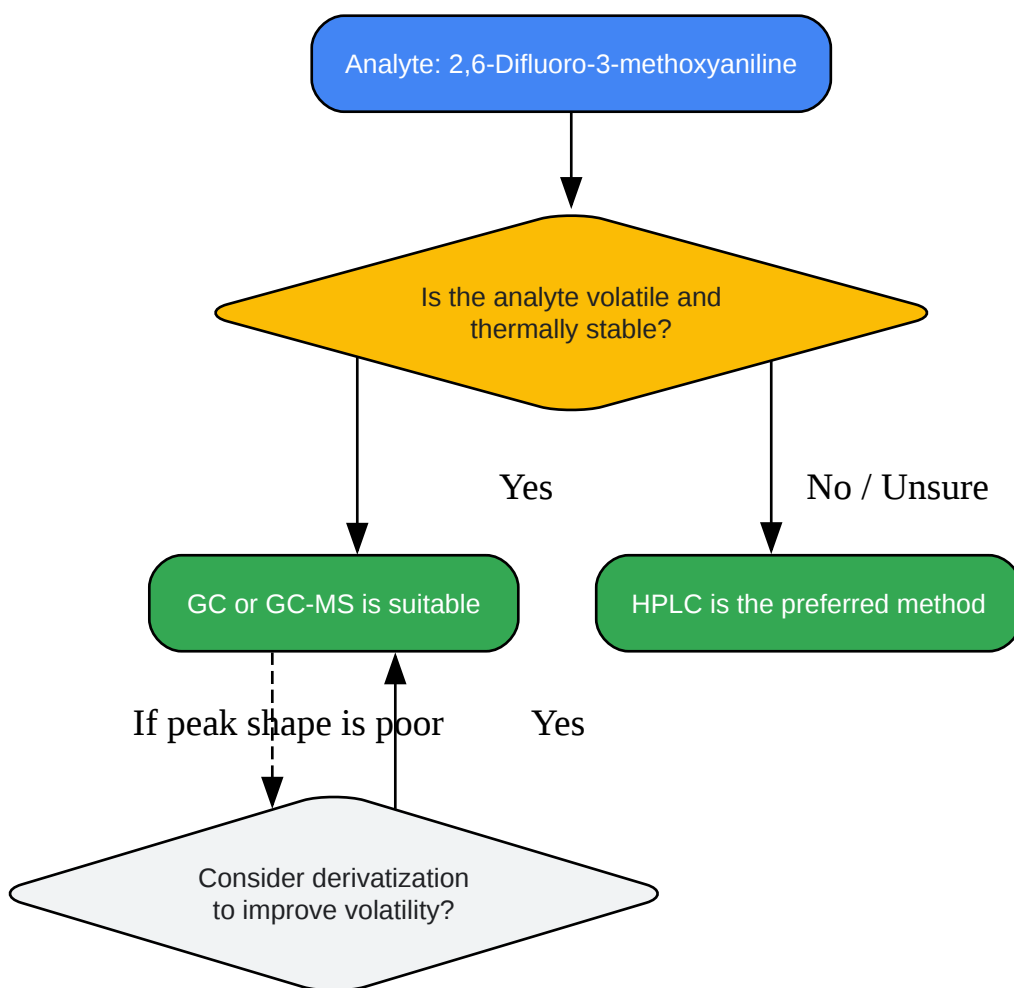 Analyte: 2,6-Difluoro-3-methoxyaniline
Is the analyte volatile and
thermally stable?
Yes
No / Unsure
GC or GC-MS is suitable
HPLC is the preferred method
If peak shape is poor
Yes
Consider derivatization
to improve volatility?